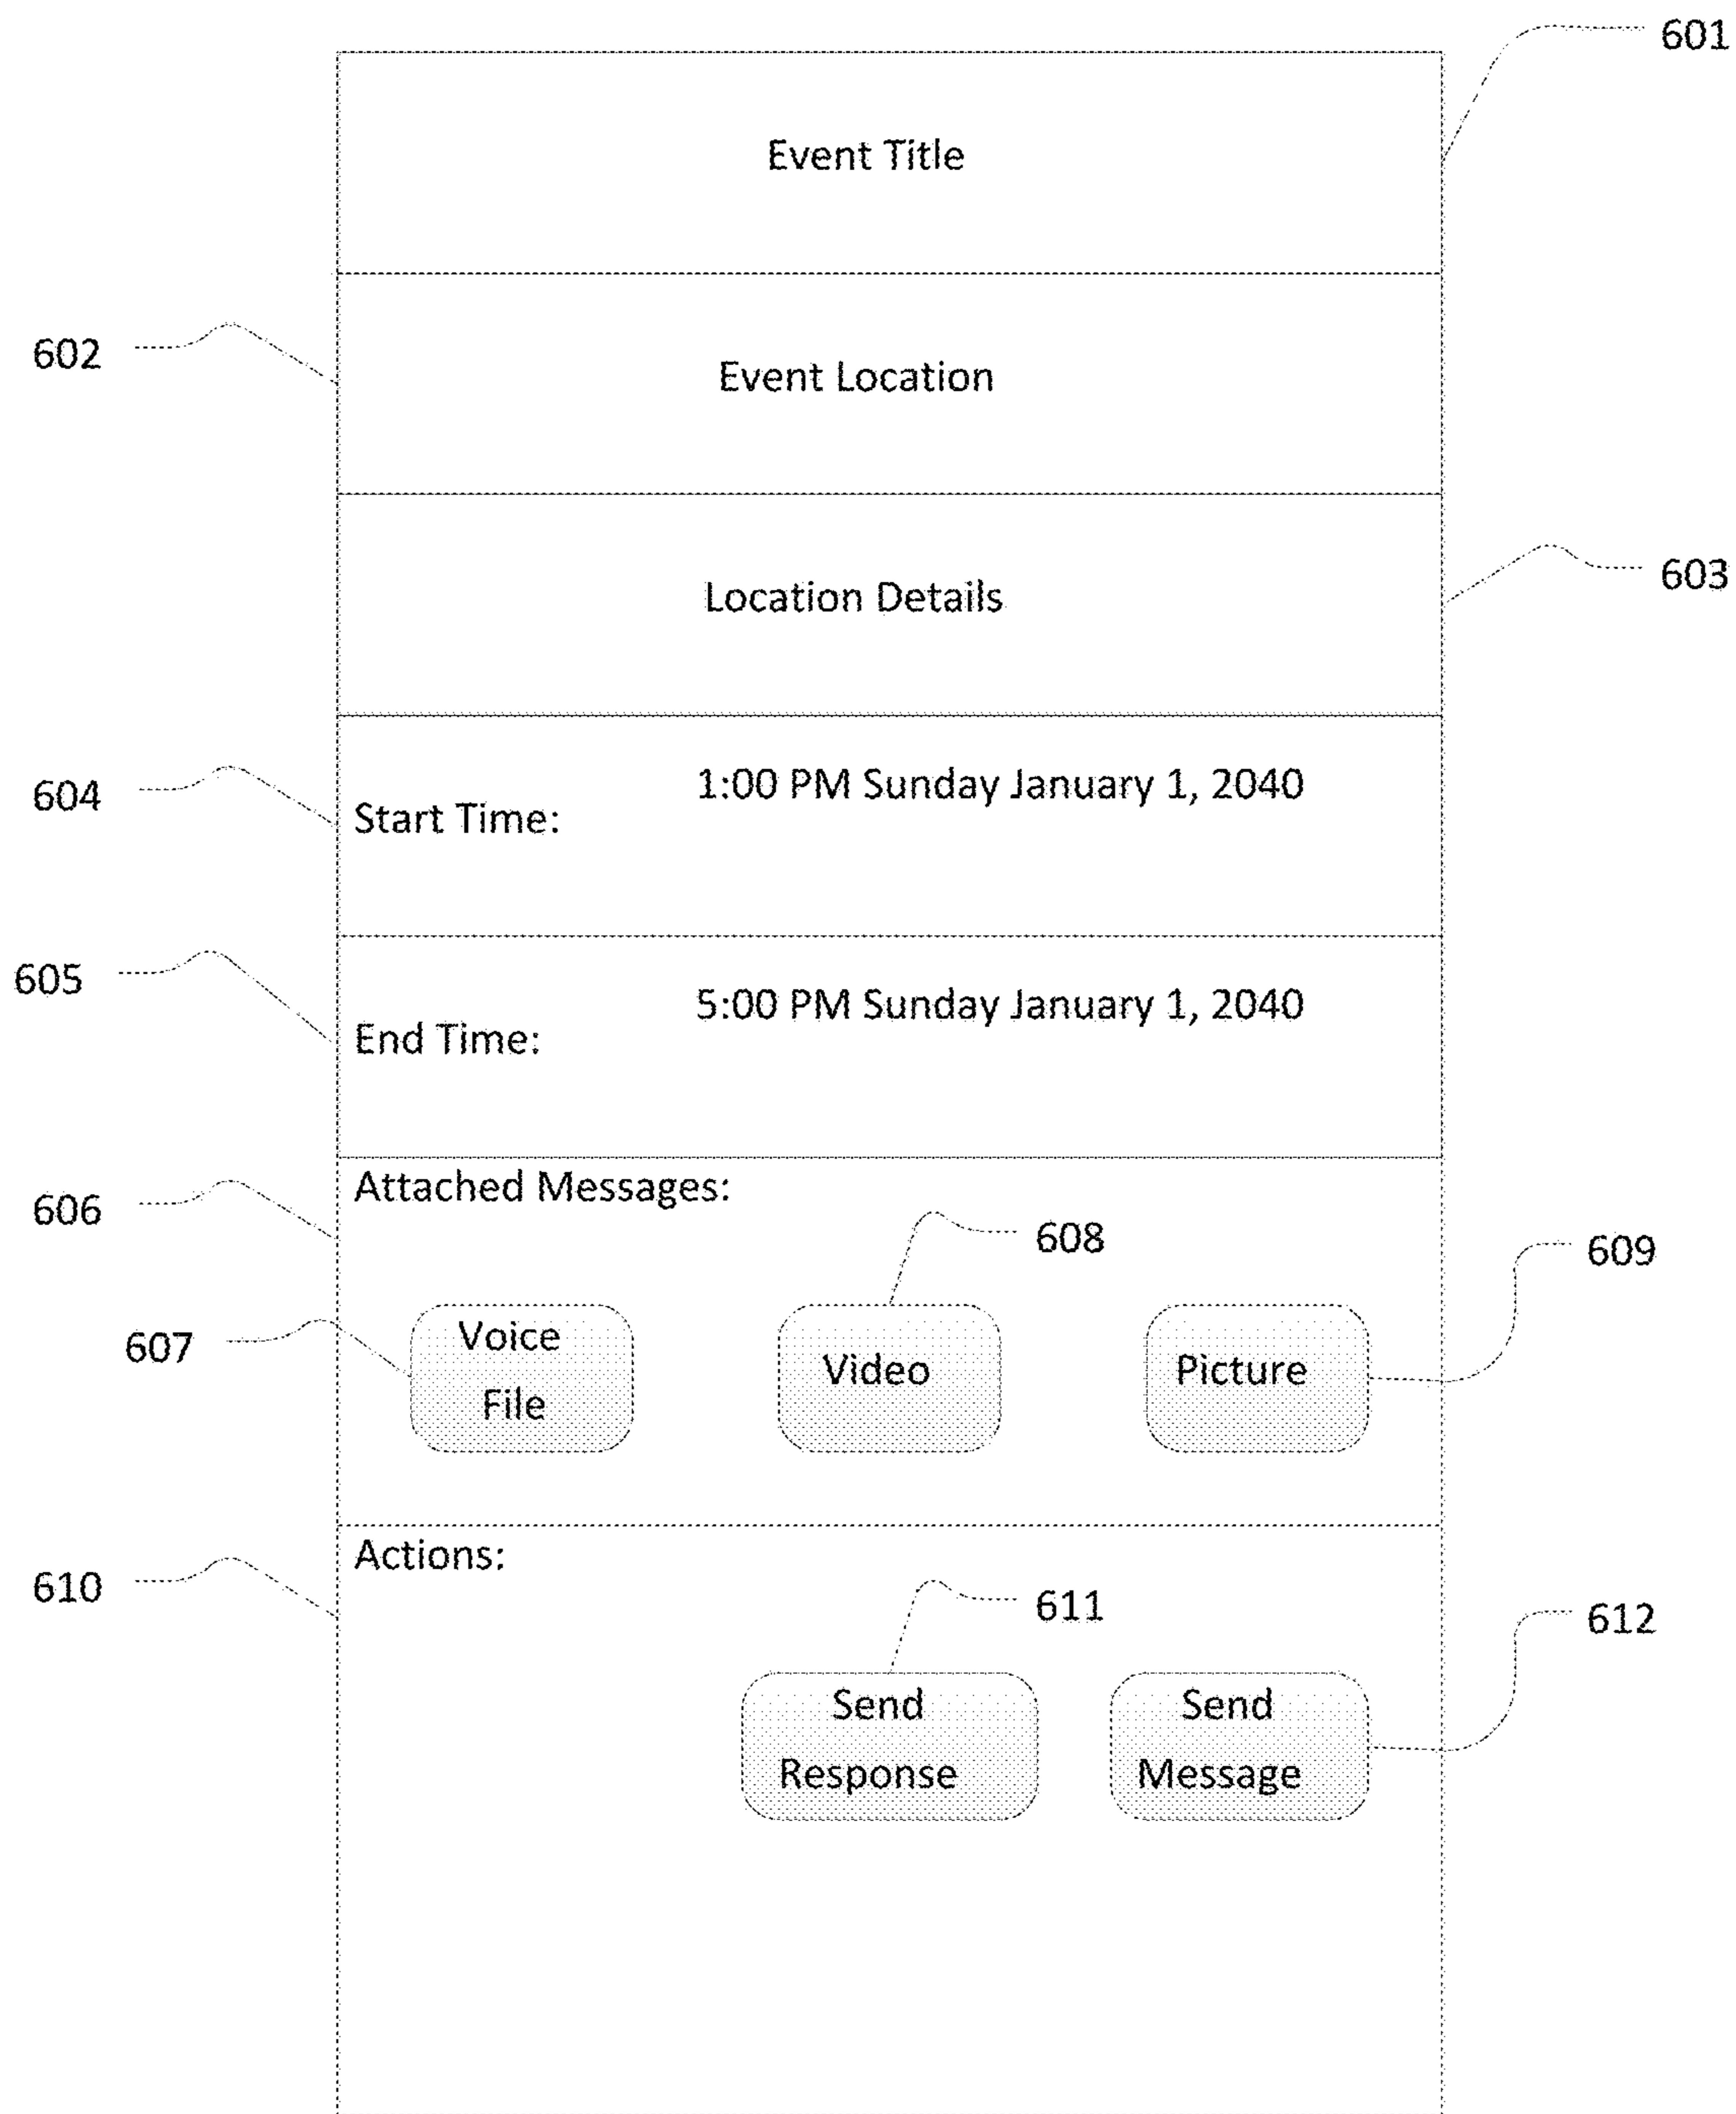 601
Event Title
602
Event Location
603
Location Details
604
1:00 PM Sunday January 1, 2040
Start Time:
605
5:00 PM Sunday January 1, 2040
End Time:
606
Attached Messages:
608
609
607
Voice
File
Video
Picture
610
Actions:
611
612
Send
Response
Send
Message